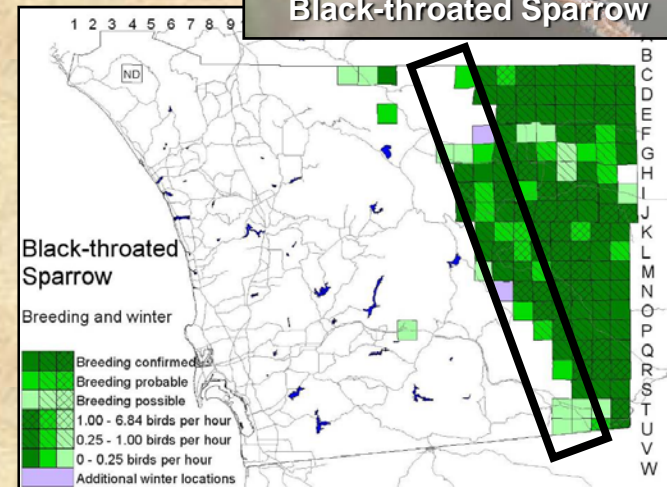 Black-throated Sparrow
1 2 3 4 5 6 7 8 9
ND
B
C
D
E
F
G
H
I
J
K
L
M
N
O
P
Q
R
S
T
U
V
W
Black-throated
Sparrow
Breeding and winter
Breeding confirmed
Breeding probable
Breeding possible
1.00 - 6.84 birds per hour
0.25 - 1.00 birds per hour
0 - 0.25 birds per hour
Additional winter locations